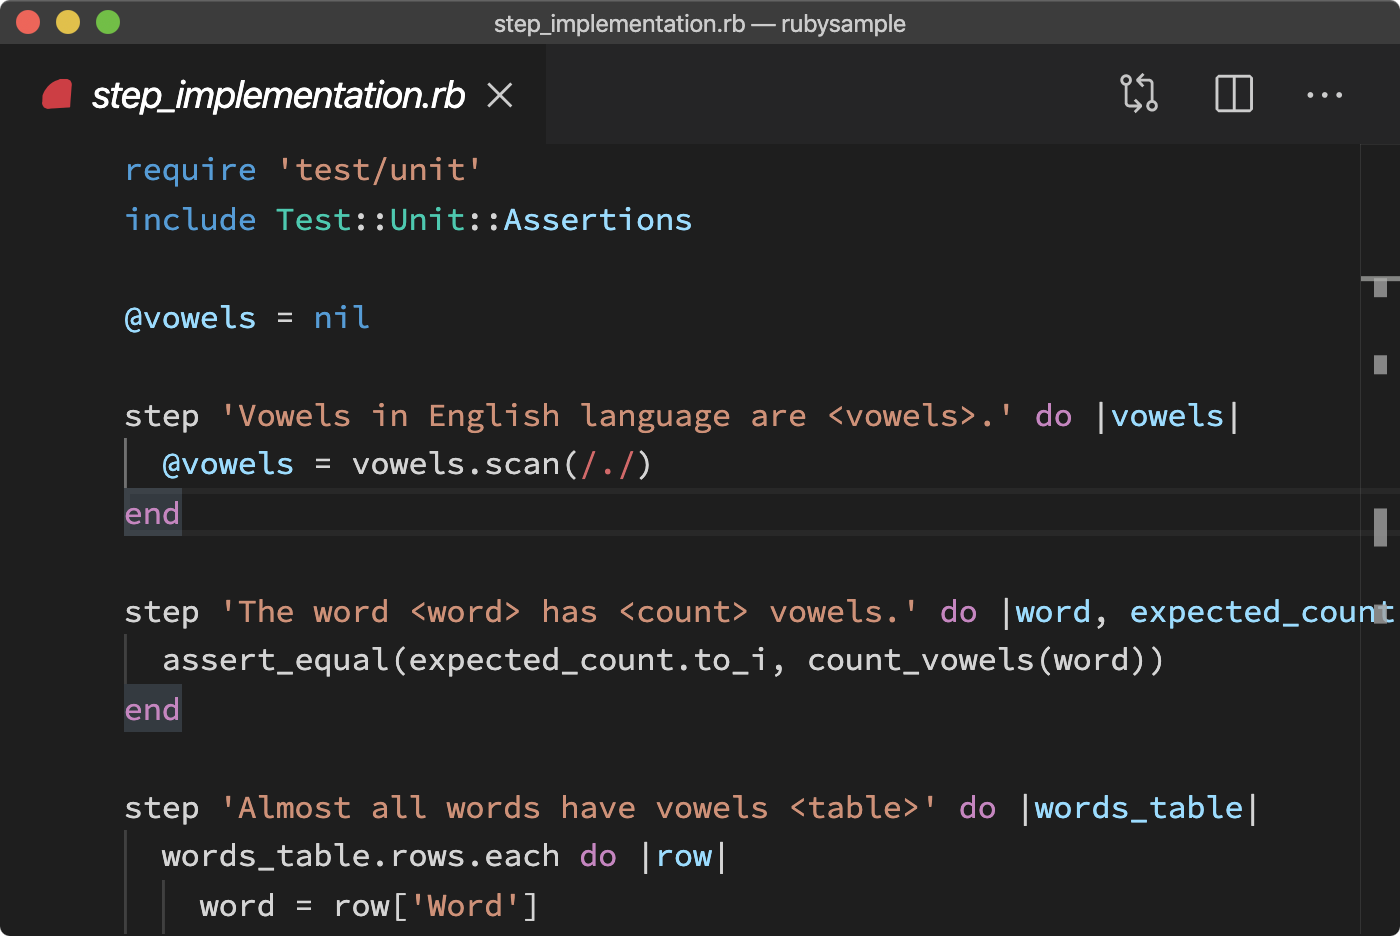 step_implementation.rb — rubysample
step_implementation.rb
require 'test/unit'
include Test::Unit::Assertions
@vowels = nil
step 'Vowels in English language are <vowels>.' do |vowels|
@vowels = vowels.scan(/./)
end
step 'The word <word> has <count> vowels.' do |word, expected_count
assert_equal(expected_count.to_i, count_vowels(word))
end
step 'Almost all words have vowels <table>' do |words_table|
words_table.rows.each do |row|
word = row['Word']